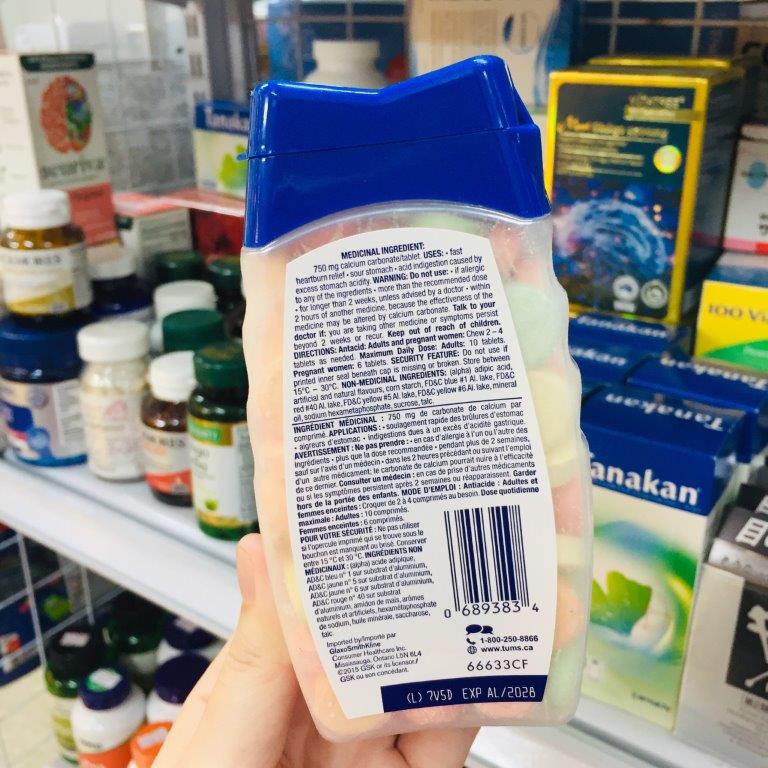 MEDICINAL INGREDIENT:
750 mg calcium carbonate/tablet. USES: • fast
heartburn relief • sour stomach • acid indigestion caused by
excess stomach acidity. WARNING: Do not use: • if allergic
to any of the ingredients • more than the recommended dose
• for longer than 2 weeks, unless advised by a doctor • within
2 hours of another medicine, because the effectiveness of the
medicine may be altered by calcium carbonate. Talk to your
doctor if: you are taking other medicine or symptoms persist
beyond 2 weeks or recur. Keep out of reach of children.
DIRECTIONS: Antacid: Adults and pregnant women: Chew 2 – 4
tablets as needed. Maximum Daily Dose: Adults: 10 tablets,
Pregnant women: 6 tablets. SECURITY FEATURE: Do not use if
printed inner seal beneath cap is missing or broken. Store between
15°C – 30°C. NON-MEDICINAL INGREDIENTS: (alpha) adipic acid,
artificial and natural flavours, corn starch, FD&C blue #1 Al. lake, FD&C
red #40 Al. lake, FD&C yellow #5 Al. lake, FD&C yellow #6 Al. lake, mineral
oil, sodium hexametaphosphate, sucrose, talc.
INGRÉDIENT MÉDICINAL : 750 mg de carbonate de calcium par
comprimé. APPLICATIONS : • soulagement rapide des brûlures d'estomac
• aigreurs d'estomac • indigestions dues à un excès d'acidité gastrique.
AVERTISSEMENT : Ne pas prendre : • en cas d'allergie à l'un ou l'autre des
ingrédients • plus que la dose recommandée • pendant plus de 2 semaines,
sauf sur l'avis d'un médecin • dans les 2 heures précédant ou suivant l'emploi
d'un autre médicament; le carbonate de calcium pourrait nuire à l'efficacité
de ce dernier. Consulter un médecin : en cas de prise d'autres médicaments
ou si les symptômes persistent après 2 semaines ou réapparaissent. Garder
hors de la portée des enfants. MODE D'EMPLOI : Antiacide : Adultes et
femmes enceintes : Croquer de 2 à 4 comprimés au besoin. Dose quotidienne
maximale : Adultes : 10 comprimés.
Femmes enceintes : 6 comprimés.
POUR VOTRE SÉCURITÉ : Ne pas utiliser
si l'opercule imprimé qui se trouve sous le
bouchon est manquant ou brisé. Conserver
entre 15 °C et 30 °C. INGRÉDIENTS NON
MÉDICINAUX : (alpha) acide adipique,
AD&C bleu n° 1 sur substrat d'aluminium,
AD&C jaune n° 5 sur substrat d'aluminium,
AD&C jaune n° 6 sur substrat d'aluminium,
AD&C rouge n° 40 sur substrat
d'aluminium, amidon de maïs, arômes
naturels et artificiels, hexamétaphosphate
de sodium, huile minérale, saccharose,
talc.
Imported by/Importé par
GlaxoSmithKline
Consumer Healthcare Inc.
Mississauga, Ontario L5N 6L4
©2015 GSK or its licensor./
GSK ou son concédant.
0 689383 4
1-800-250-8866
www.tums.ca
66633CF
(L) 7V5D EXP AL/2028
Tanakan
Tanakan
Tanakan